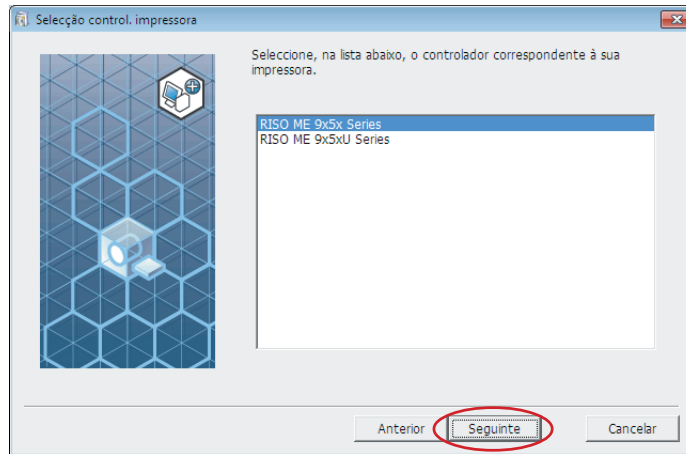 Selecção control. impressora
Seleccione, na lista abaixo, o controlador correspondente à sua
impressora.
RISO ME 9x5x Series
RISO ME 9x5xU Series
Anterior
Seguinte
Cancelar